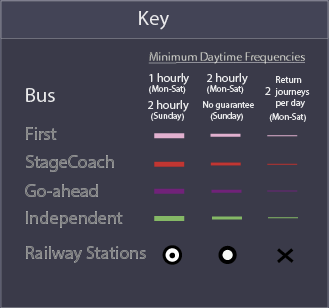 Key
Minimum Daytime Frequencies
Bus
1 hourly
(Mon-Sat)
2 hourly
(Sunday)
2 hourly
(Mon-Sat)
No guarantee
(Sunday)
Return
2 journeys
per day
(Mon-Sat)
First
StageCoach
Go-ahead
Independent
Railway Stations